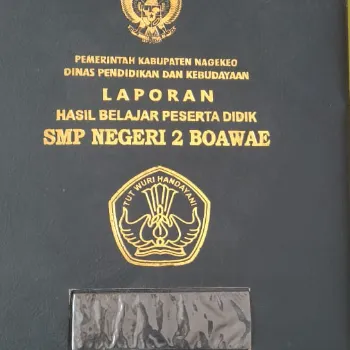 PEMERINTAH KABUPATEN NAGEKEO
DINAS PENDIDIKAN DAN KEBUDAYAAN
LAPORAN
HASIL BELAJAR PESERTA DIDIK
SMP NEGERI 2 BOAWAE
TUT WURI HANDAYANI